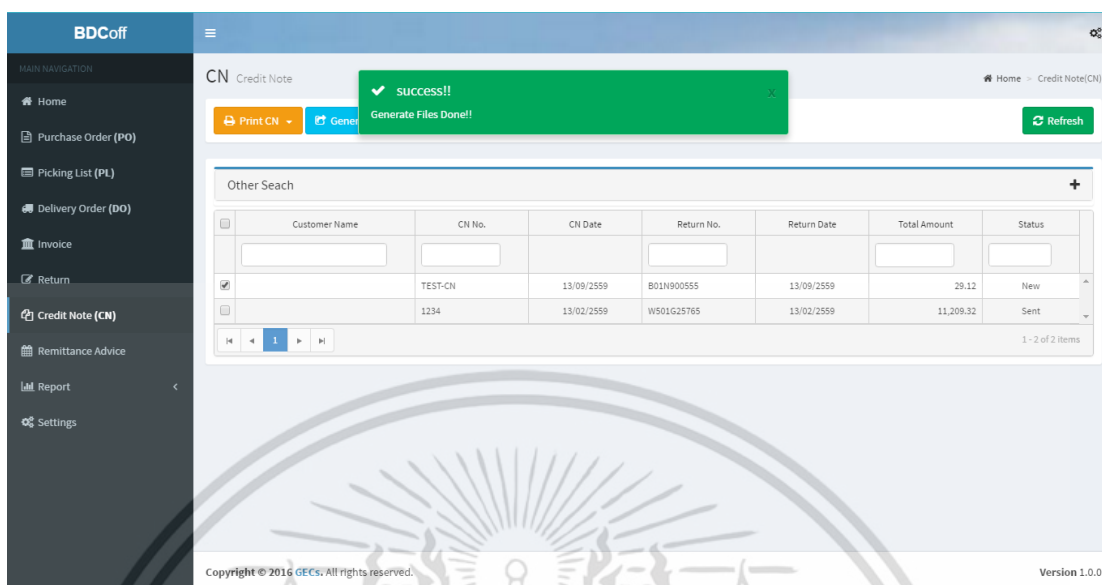 BDCoff
MAIN NAVIGATION
Home
Purchase Order (PO)
Picking List (PL)
Delivery Order (DO)
Invoice
Return
Credit Note (CN)
Remittance Advice
Report
Settings
CN Credit Note
Home > Credit Note(CN)
success!! x
Generate Files Done!!
Print CN
Gener
Refresh
Other Seach
Customer Name CN No. CN Date Return No. Return Date Total Amount Status
TEST-CN 13/09/2559 B01N900555 13/09/2559 29.12 New
1234 13/02/2559 W501G25765 13/02/2559 11,209.32 Sent
1
1 - 2 of 2 items
Copyright © 2016 GECs. All rights reserved. Version 1.0.0